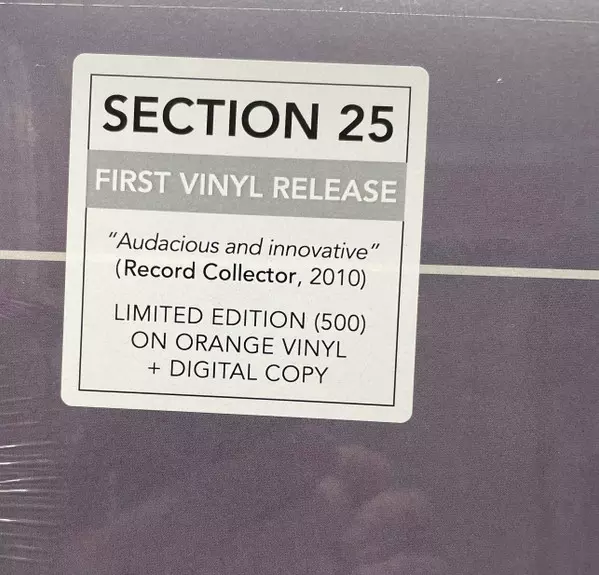 SECTION 25
FIRST VINYL RELEASE
"Audacious and innovative"
(Record Collector, 2010)
LIMITED EDITION (500)
ON ORANGE VINYL
+ DIGITAL COPY